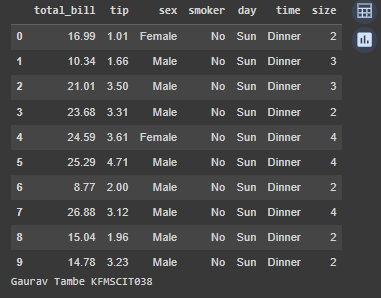 total_bill tip sex smoker day time size
0 16.99 1.01 Female No Sun Dinner 2
1 10.34 1.66 Male No Sun Dinner 3
2 21.01 3.50 Male No Sun Dinner 3
3 23.68 3.31 Male No Sun Dinner 2
4 24.59 3.61 Female No Sun Dinner 4
5 25.29 4.71 Male No Sun Dinner 4
6 8.77 2.00 Male No Sun Dinner 2
7 26.88 3.12 Male No Sun Dinner 4
8 15.04 1.96 Male No Sun Dinner 2
9 14.78 3.23 Male No Sun Dinner 2
Gaurav Tambe KFMSCIT038